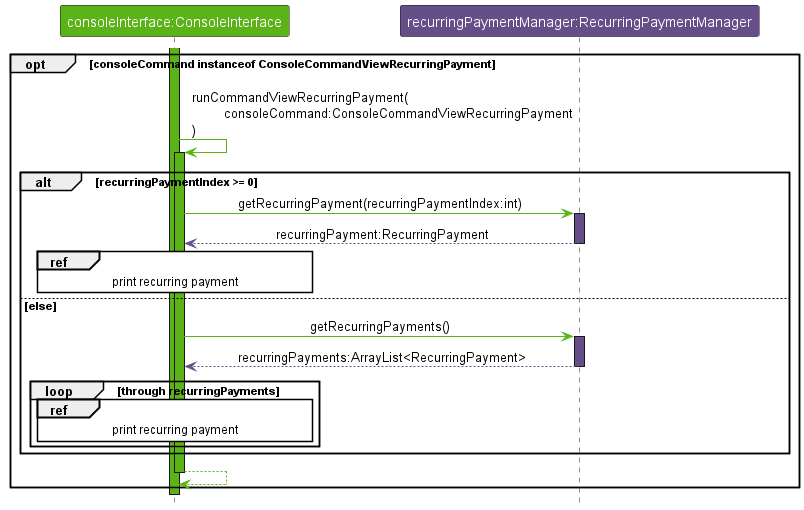 consoleInterface:ConsoleInterface
recurringPaymentManager:RecurringPaymentManager
opt
[consoleCommand instanceof ConsoleCommandViewRecurringPayment]
runCommandViewRecurringPayment(
consoleCommand:ConsoleCommandViewRecurringPayment
)
alt
[recurringPaymentIndex >= 0]
getRecurringPayment(recurringPaymentIndex:int)
recurringPayment:RecurringPayment
ref
print recurring payment
[else]
getRecurringPayments()
recurringPayments:ArrayList<RecurringPayment>
loop
[through recurringPayments]
ref
print recurring payment